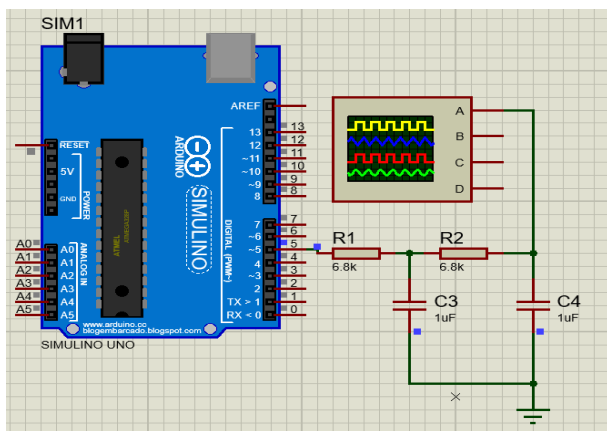 SIM1
AREF
13 13
12 12
~11 11
~10 10
~9 9
8 8
7 7
~6 6
~5 5
4 4
~3 3
2 2
TX > 1 1
RX < 0 0
RESET
5V
GND
POWER
A0 A0
A1 A1
A2 A2
A3 A3
A4 A4
A5 A5
ANALOG IN
ATMEL
ARDUINO
SIMULINO
DIGITAL (PWM~)
www.arduino.cc
blogembarcado.blogspot.com
SIMULINO UNO
A
B
C
D
R1
6.8k
R2
6.8k
C3
1uF
C4
1uF